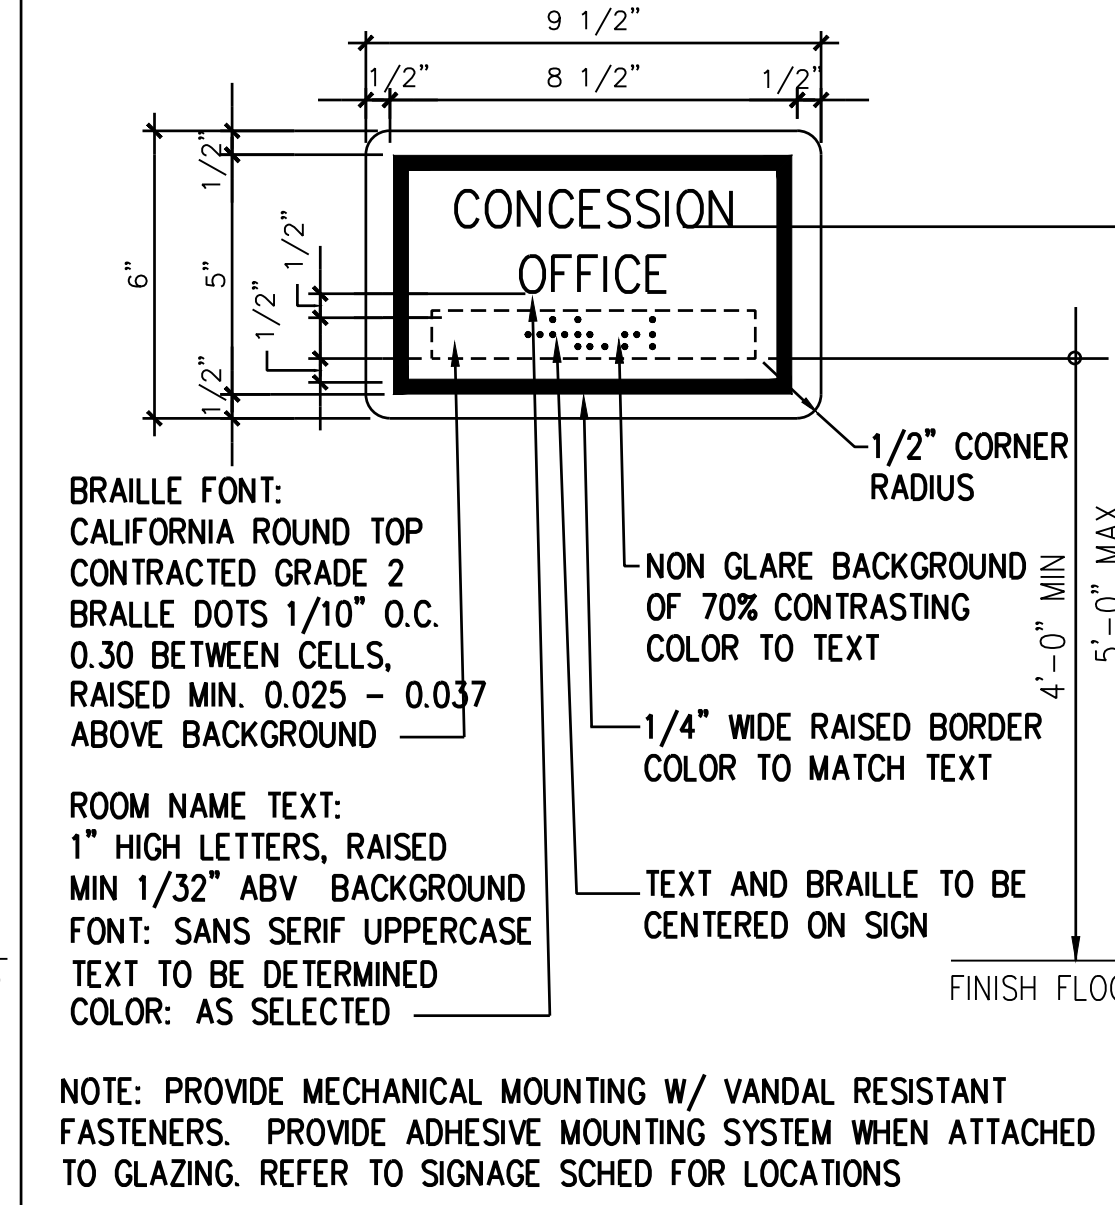 9 1/2"
1/2" 8 1/2" 1/2"
1/2"
6"
5"
1/2"
1/2"
1/2"
CONCESSION
OFFICE
1/2" CORNER
RADIUS
BRAILLE FONT:
CALIFORNIA ROUND TOP
CONTRACTED GRADE 2
BRALLE DOTS 1/10" O.C.
0.30 BETWEEN CELLS,
RAISED MIN. 0.025 - 0.037
ABOVE BACKGROUND
NON GLARE BACKGROUND
OF 70% CONTRASTING
COLOR TO TEXT
4'-0" MIN
5'-0" MAX
1/4" WIDE RAISED BORDER
COLOR TO MATCH TEXT
ROOM NAME TEXT:
1" HIGH LETTERS, RAISED
MIN 1/32" ABV BACKGROUND
FONT: SANS SERIF UPPERCASE
TEXT TO BE DETERMINED
COLOR: AS SELECTED
TEXT AND BRAILLE TO BE
CENTERED ON SIGN
FINISH FLOO
NOTE: PROVIDE MECHANICAL MOUNTING W/ VANDAL RESISTANT
FASTENERS. PROVIDE ADHESIVE MOUNTING SYSTEM WHEN ATTACHED
TO GLAZING. REFER TO SIGNAGE SCHED FOR LOCATIONS